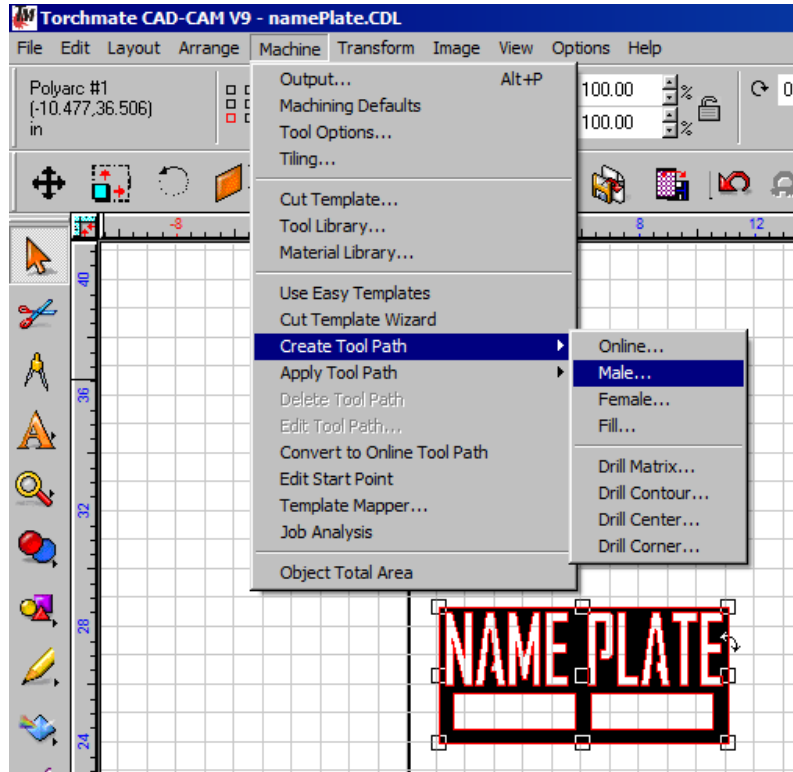 Torchmate CAD-CAM V9 - namePlate.CDL
File Edit Layout Arrange Machine Transform Image View Options Help
Polyarc #1
(-10.477,36.506)
in
100.00 %
100.00 %
0
Output... Alt+P
Machining Defaults
Tool Options...
Tiling...
Cut Template...
Tool Library...
Material Library...
Use Easy Templates
Cut Template Wizard
Create Tool Path
Apply Tool Path
Delete Tool Path
Edit Tool Path...
Convert to Online Tool Path
Edit Start Point
Template Mapper...
Job Analysis
Object Total Area
Online...
Male...
Female...
Fill...
Drill Matrix...
Drill Contour...
Drill Center...
Drill Corner...
-8 8 12
40
36
32
28
24
NAME PLATE